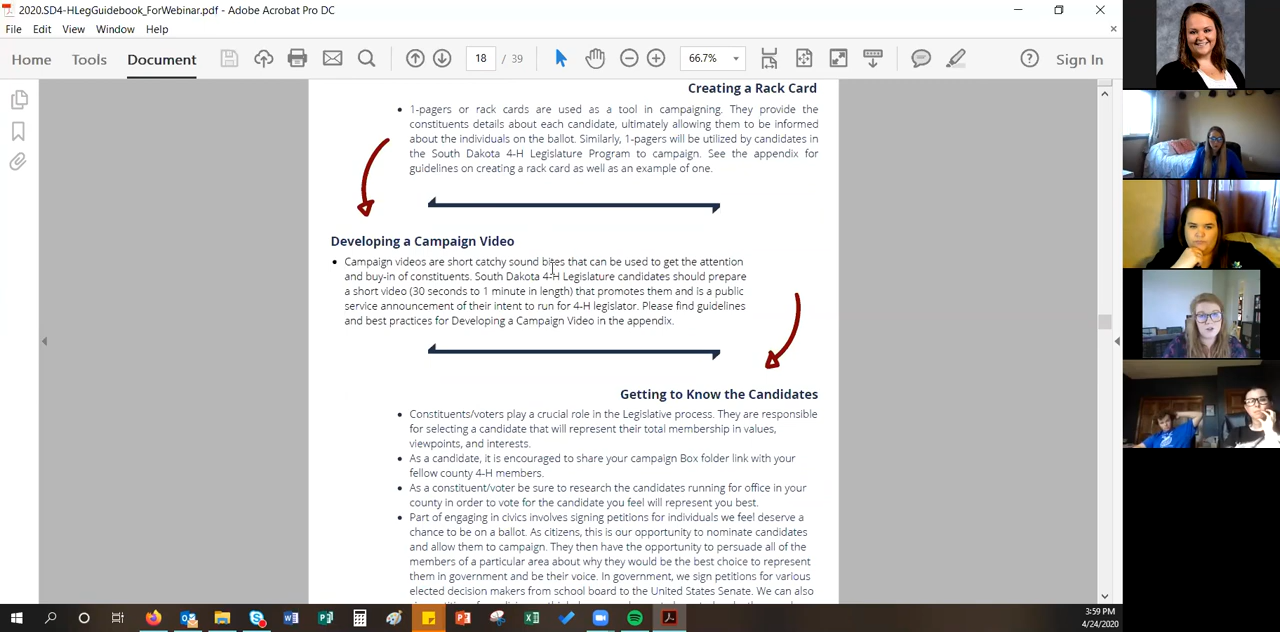 2020.SD4-HLegGuidebook_ForWebinar.pdf - Adobe Acrobat Pro DC
File Edit View Window Help
Home Tools Document 18 / 39 66.7% Sign In
Creating a Rack Card
• 1-pagers or rack cards are used as a tool in campaigning. They provide the
constituents details about each candidate, ultimately allowing them to be informed
about the individuals on the ballot. Similarly, 1-pagers will be utilized by candidates in
the South Dakota 4-H Legislature Program to campaign. See the appendix for
guidelines on creating a rack card as well as an example of one.
Developing a Campaign Video
• Campaign videos are short catchy sound bites that can be used to get the attention
and buy-in of constituents. South Dakota 4-H Legislature candidates should prepare
a short video (30 seconds to 1 minute in length) that promotes them and is a public
service announcement of their intent to run for 4-H legislator. Please find guidelines
and best practices for Developing a Campaign Video in the appendix.
Getting to Know the Candidates
• Constituents/voters play a crucial role in the Legislative process. They are responsible
for selecting a candidate that will represent their total membership in values,
viewpoints, and interests.
• As a candidate, it is encouraged to share your campaign Box folder link with your
fellow county 4-H members.
• As a constituent/voter be sure to research the candidates running for office in your
county in order to vote for the candidate you feel will represent you best.
• Part of engaging in civics involves signing petitions for individuals we feel deserve a
chance to be on a ballot. As citizens, this is our opportunity to nominate candidates
and allow them to campaign. They then have the opportunity to persuade all of the
members of a particular area about why they would be the best choice to represent
them in government and be their voice. In government, we sign petitions for various
elected decision makers from school board to the United States Senate. We can also
3:59 PM
4/24/2020